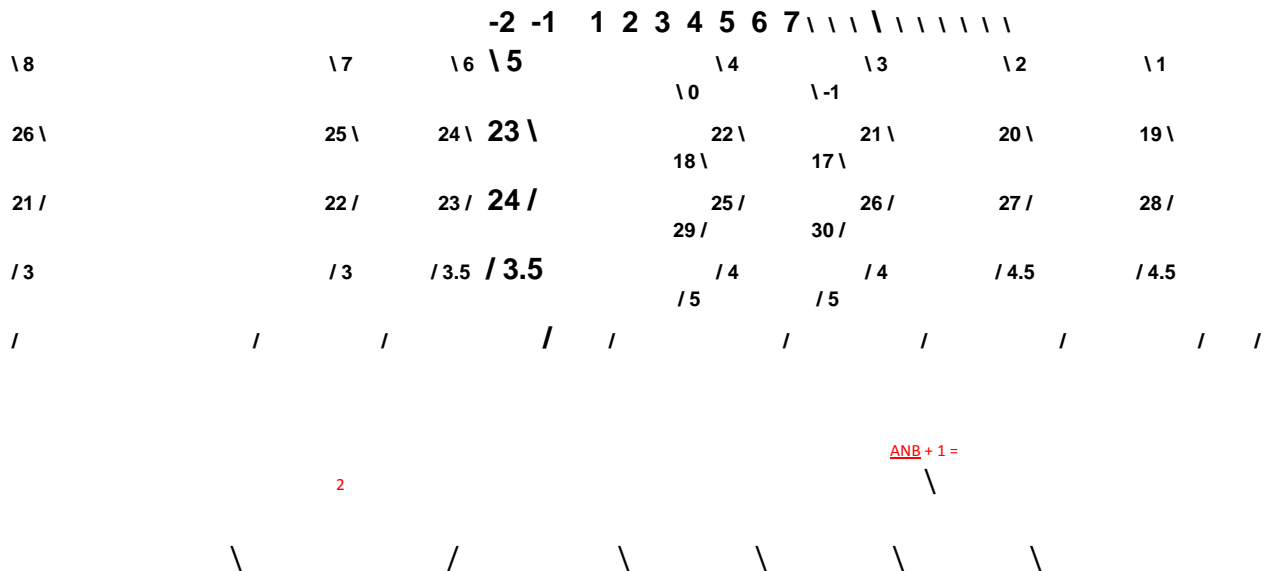 -2 -1 1 2 3 4 5 6 7 \ \ \ \ \ \ \ \ \ \
\ 8 \ 7 \ 6 \ 5 \ 4 \ 3 \ 2 \ 1
\ 0 \ -1
26 \ 25 \ 24 \ 23 \ 22 \ 21 \ 20 \ 19 \
18 \ 17 \
21 / 22 / 23 / 24 / 25 / 26 / 27 / 28 /
29 / 30 /
/ 3 / 3 / 3.5 / 3.5 / 4 / 4 / 4.5 / 4.5
/ 5 / 5
/ / / / / / / / / /
ANB + 1 =
2 \
\ / \ \ \ \